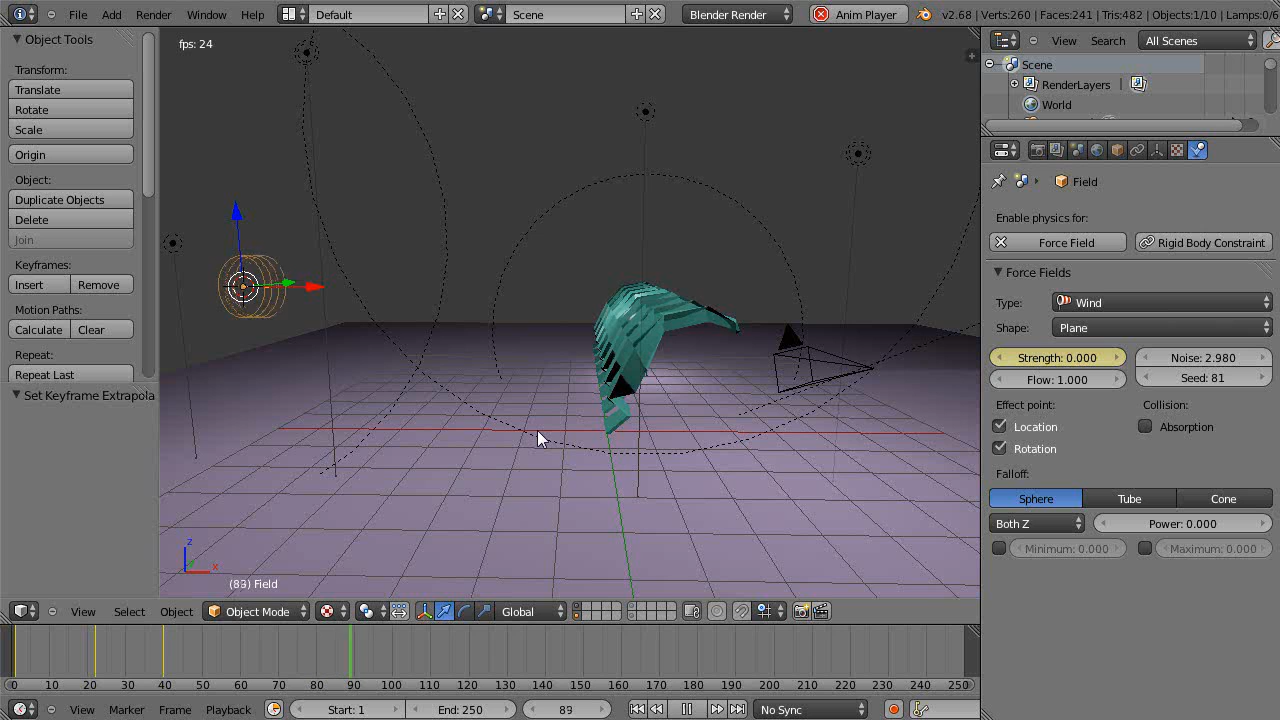 File Add Render Window Help Default Scene Blender Render Anim Player v2.68 | Verts:260 | Faces:241 | Tris:482 | Objects:1/10 | Lamps:0/6
Object Tools
fps: 24
View Search All Scenes
Scene
RenderLayers |
World
Transform:
Translate
Rotate
Scale
Origin
Object:
Duplicate Objects
Delete
Join
Keyframes:
Insert Remove
Motion Paths:
Calculate Clear
Repeat:
Repeat Last
Set Keyframe Extrapola
Field
Enable physics for:
Force Field Rigid Body Constraint
Force Fields
Type: Wind
Shape: Plane
Strength: 0.000 Noise: 2.980
Flow: 1.000 Seed: 81
Effect point: Collision:
Location Absorption
Rotation
Falloff:
Sphere Tube Cone
Both Z Power: 0.000
Minimum: 0.000 Maximum: 0.000
z
x
(89) Field
View Select Object Object Mode Global
0 10 20 30 40 50 60 70 80 90 100 110 120 130 140 150 160 170 180 190 200 210 220 230 240 250
View Marker Frame Playback Start: 1 End: 250 89 No Sync